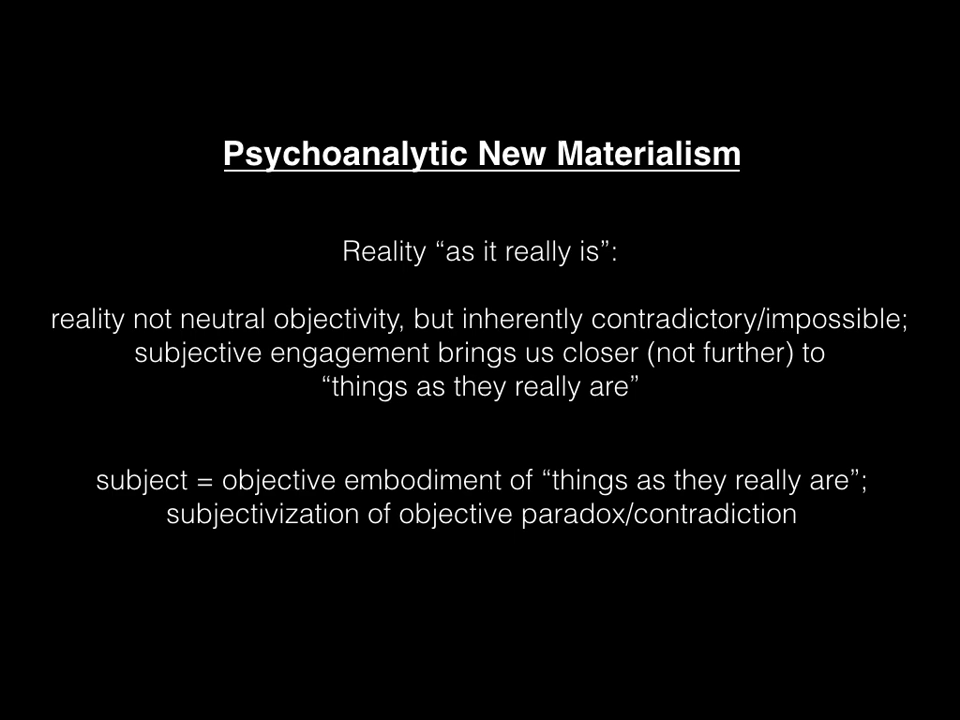 Psychoanalytic New Materialism
Reality “as it really is”:
reality not neutral objectivity, but inherently contradictory/impossible;
subjective engagement brings us closer (not further) to
“things as they really are”
subject = objective embodiment of “things as they really are”;
subjectivization of objective paradox/contradiction